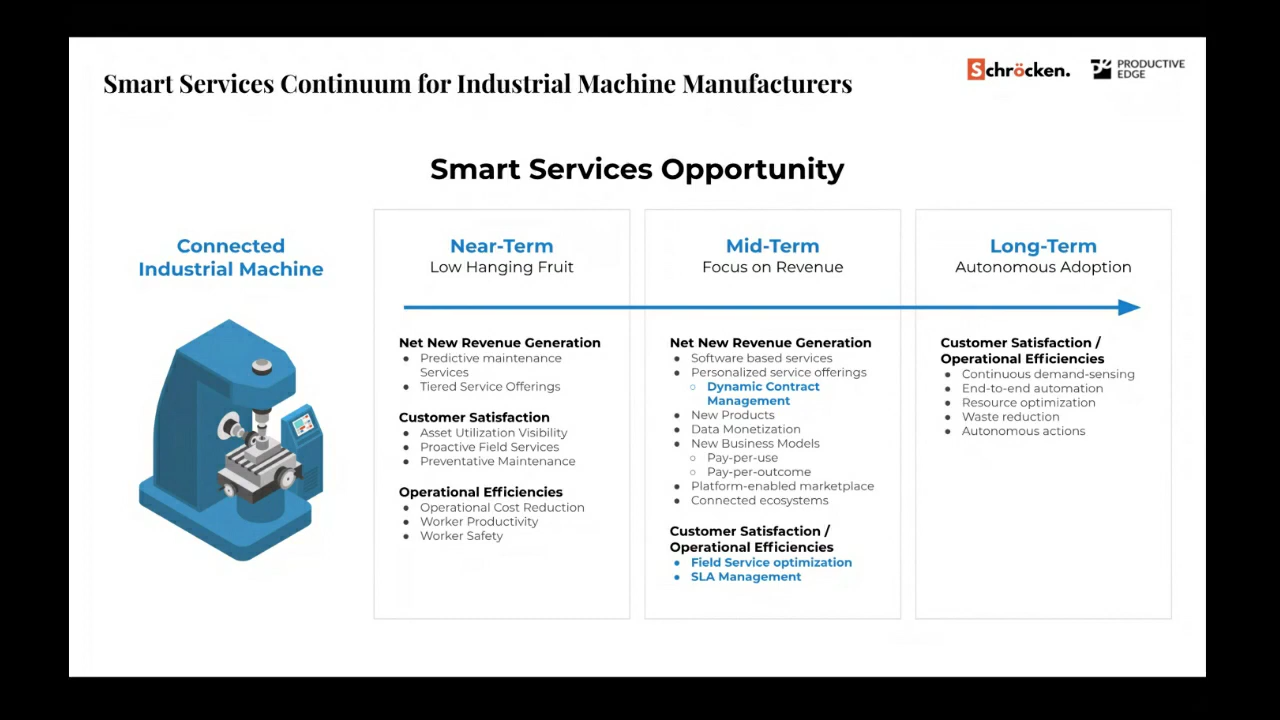 Smart Services Continuum for Industrial Machine Manufacturers
Schröcken.
PRODUCTIVE
EDGE
Smart Services Opportunity
Connected
Industrial Machine
Near-Term
Low Hanging Fruit
Net New Revenue Generation
Predictive maintenance
Services
Tiered Service Offerings
Customer Satisfaction
Asset Utilization Visibility
Proactive Field Services
Preventative Maintenance
Operational Efficiencies
Operational Cost Reduction
Worker Productivity
Worker Safety
Mid-Term
Focus on Revenue
Net New Revenue Generation
Software based services
Personalized service offerings
Dynamic Contract
Management
New Products
Data Monetization
New Business Models
Pay-per-use
Pay-per-outcome
Platform-enabled marketplace
Connected ecosystems
Customer Satisfaction /
Operational Efficiencies
Field Service optimization
SLA Management
Long-Term
Autonomous Adoption
Customer Satisfaction /
Operational Efficiencies
Continuous demand-sensing
End-to-end automation
Resource optimization
Waste reduction
Autonomous actions